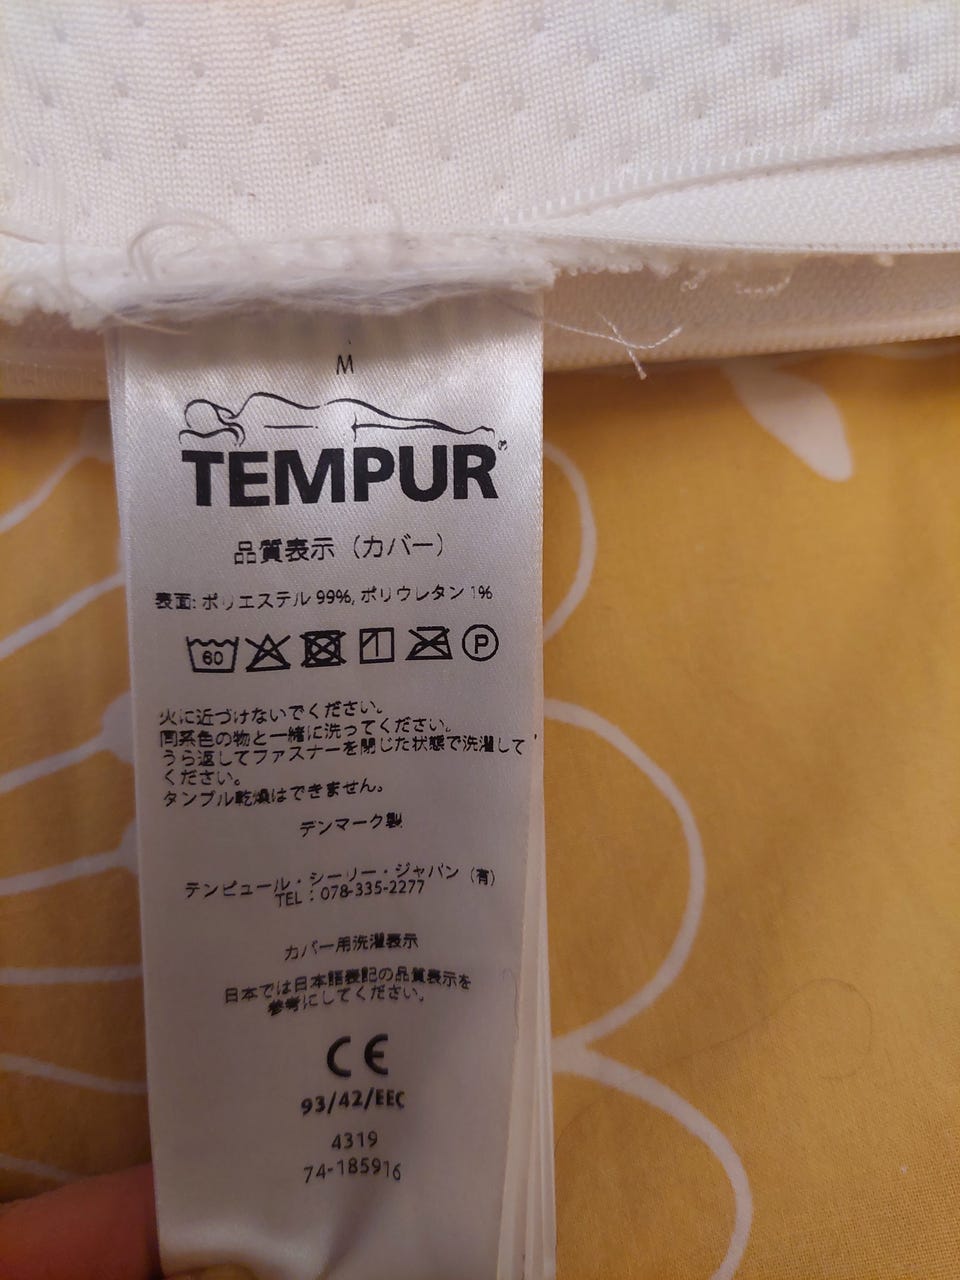 M
TEMPUR®
品質表示（カバー）
表面: ポリエステル 99%, ポリウレタン 1%
60 P
火に近づけないでください。
同系色の物と一緒に洗ってください。
うら返してファスナーを閉じた状態で洗濯して
ください。
タンブル乾燥はできません。
デンマーク製
テンピュール・シーリー・ジャパン（有）
TEL：078-335-2277
カバー用洗濯表示
日本では日本語表記の品質表示を
参考にしてください。
CE
93/42/EEC
4319
74-185916